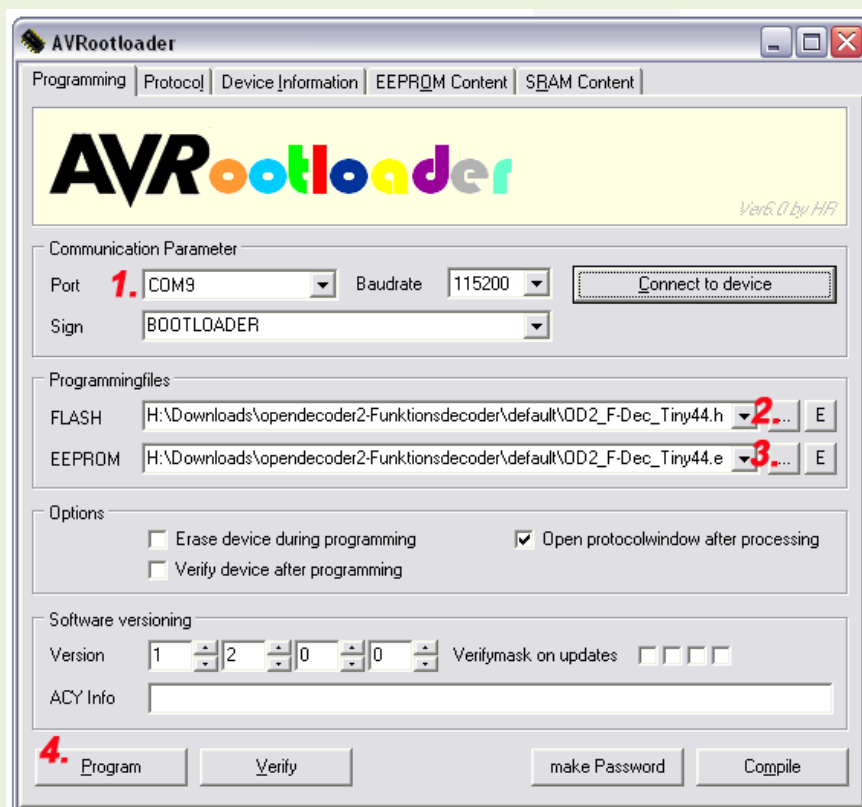 AVRootloader
Programming Protocol Device Information EEPROM Content SRAM Content
AVRootloader
Ver6.0 by HR
Communication Parameter
Port 1. COM9 Baudrate 115200 Connect to device
Sign BOOTLOADER
Programmingfiles
FLASH H:\Downloads\opendecoder2-Funktionsdecoder\default\OD2_F-Dec_Tiny44.h 2. ... E
EEPROM H:\Downloads\opendecoder2-Funktionsdecoder\default\OD2_F-Dec_Tiny44.e 3. ... E
Options
Erase device during programming Open protocolwindow after processing
Verify device after programming
Software versioning
Version 1 2 0 0 Verifymask on updates
ACY Info
4. Program Verify make Password Compile